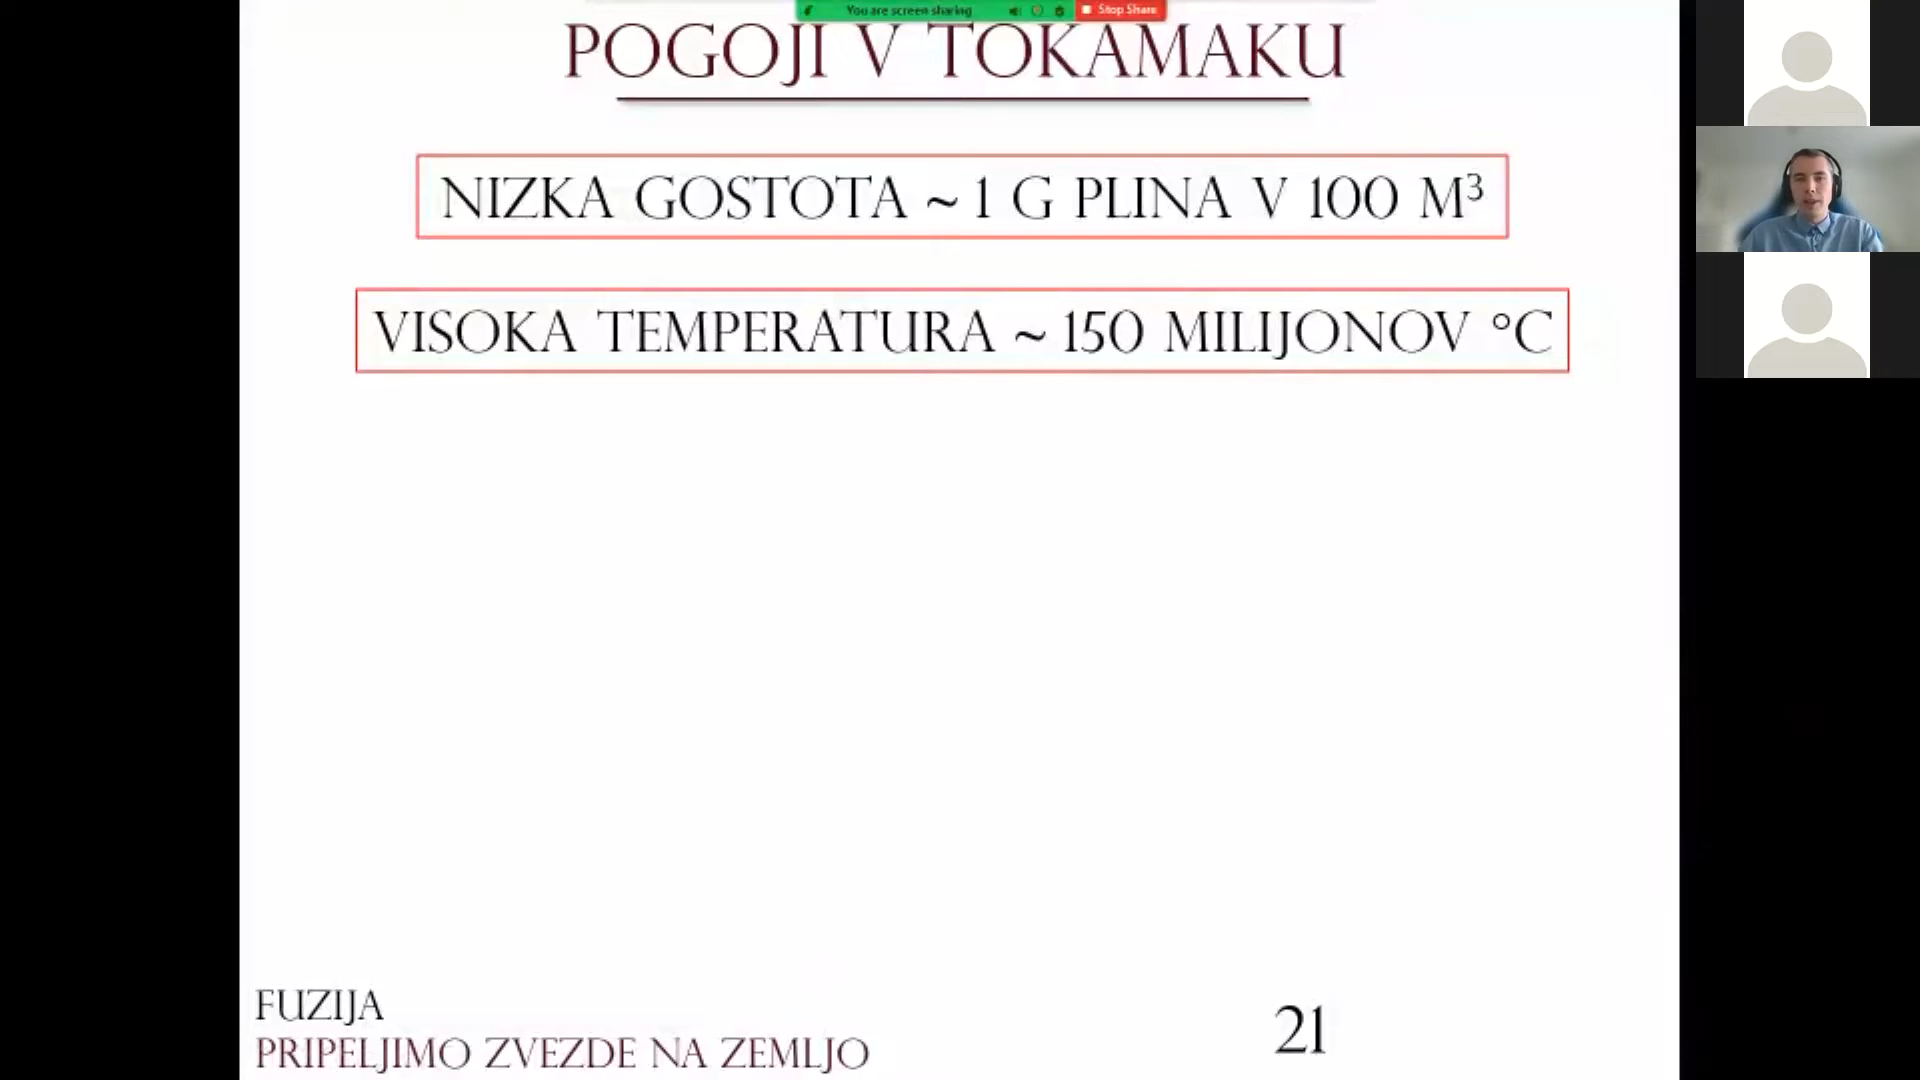 You are screen sharing
Stop Share
POGOJI V TOKAMAKU
NIZKA GOSTOTA ~ 1 G PLINA V 100 M³
VISOKA TEMPERATURA ~ 150 MILIJONOV °C
FUZIJA
PRIPELJIMO ZVEZDE NA ZEMLJO
21